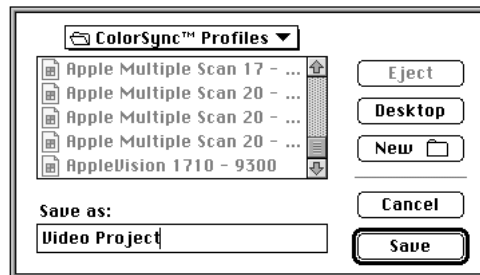 ColorSync™ Profiles
Apple Multiple Scan 17 - ...
Apple Multiple Scan 20 - ...
Apple Multiple Scan 20 - ...
Apple Multiple Scan 20 - ...
AppleVision 1710 - 9300
Eject
Desktop
New
Save as:
Video Project
Cancel
Save